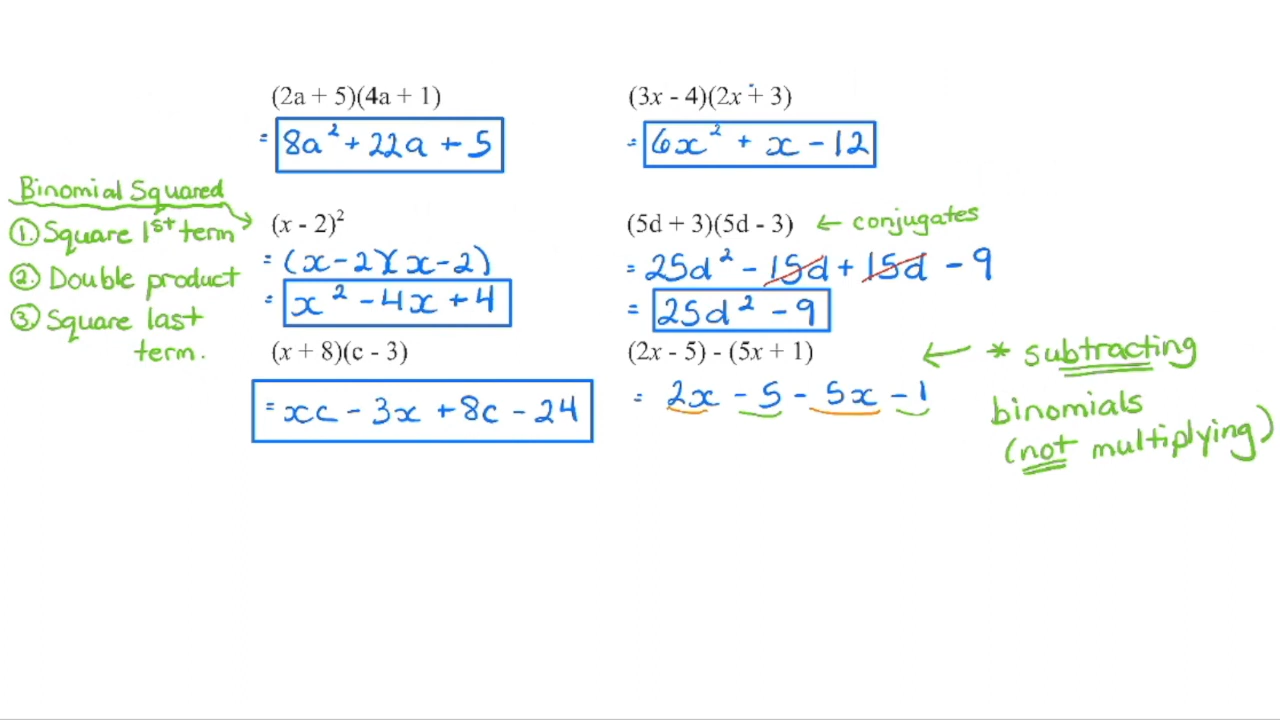 (2a + 5)(4a + 1)
= 8a² + 22a + 5
(3x - 4)(2x + 3)
= 6x² + x - 12
Binomial Squared
①. Square 1st term
②. Double product
③. Square last
term.
(x - 2)²
= (x - 2)(x - 2)
= x² - 4x + 4
(5d + 3)(5d - 3)
← conjugates
= 25d² - 15d + 15d - 9
= 25d² - 9
(x + 8)(c - 3)
= xc - 3x + 8c - 24
(2x - 5) - (5x + 1)
= 2x - 5 - 5x - 1
← * subtracting
binomials
(not multiplying)